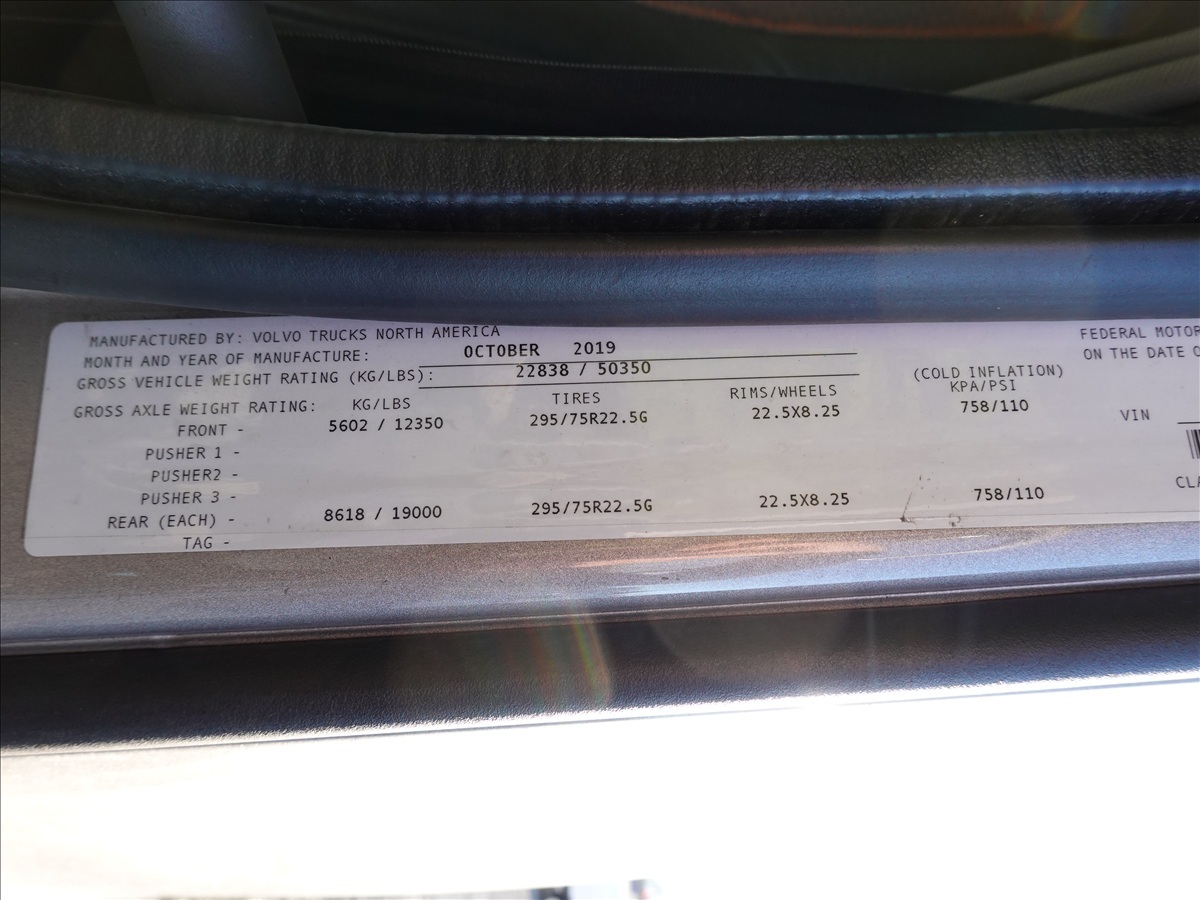 MANUFACTURED BY: VOLVO TRUCKS NORTH AMERICA
MONTH AND YEAR OF MANUFACTURE: OCTOBER 2019
GROSS VEHICLE WEIGHT RATING (KG/LBS): 22838 / 50350
GROSS AXLE WEIGHT RATING: KG/LBS TIRES RIMS/WHEELS (COLD INFLATION) KPA/PSI
FRONT - 5602 / 12350 295/75R22.5G 22.5X8.25 758/110
PUSHER 1 -
PUSHER2 -
PUSHER 3 -
REAR (EACH) - 8618 / 19000 295/75R22.5G 22.5X8.25 758/110
TAG -
FEDERAL MOTOR
ON THE DATE
VIN